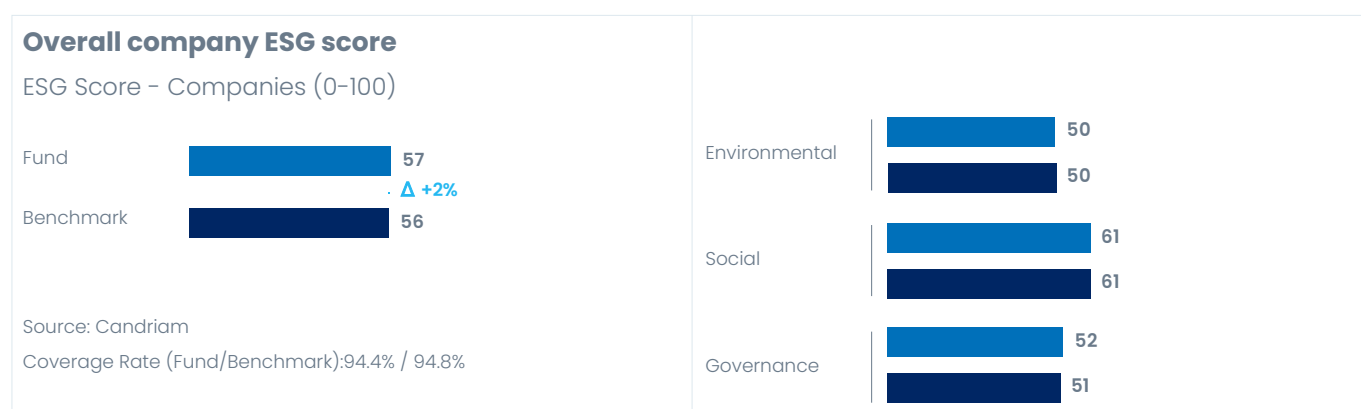 Overall company ESG score
ESG Score - Companies (0-100)
Fund
57
Δ +2%
Benchmark
56
Source: Candriam
Coverage Rate (Fund/Benchmark):94.4% / 94.8%
Environmental
50
50
Social
61
61
Governance
52
51